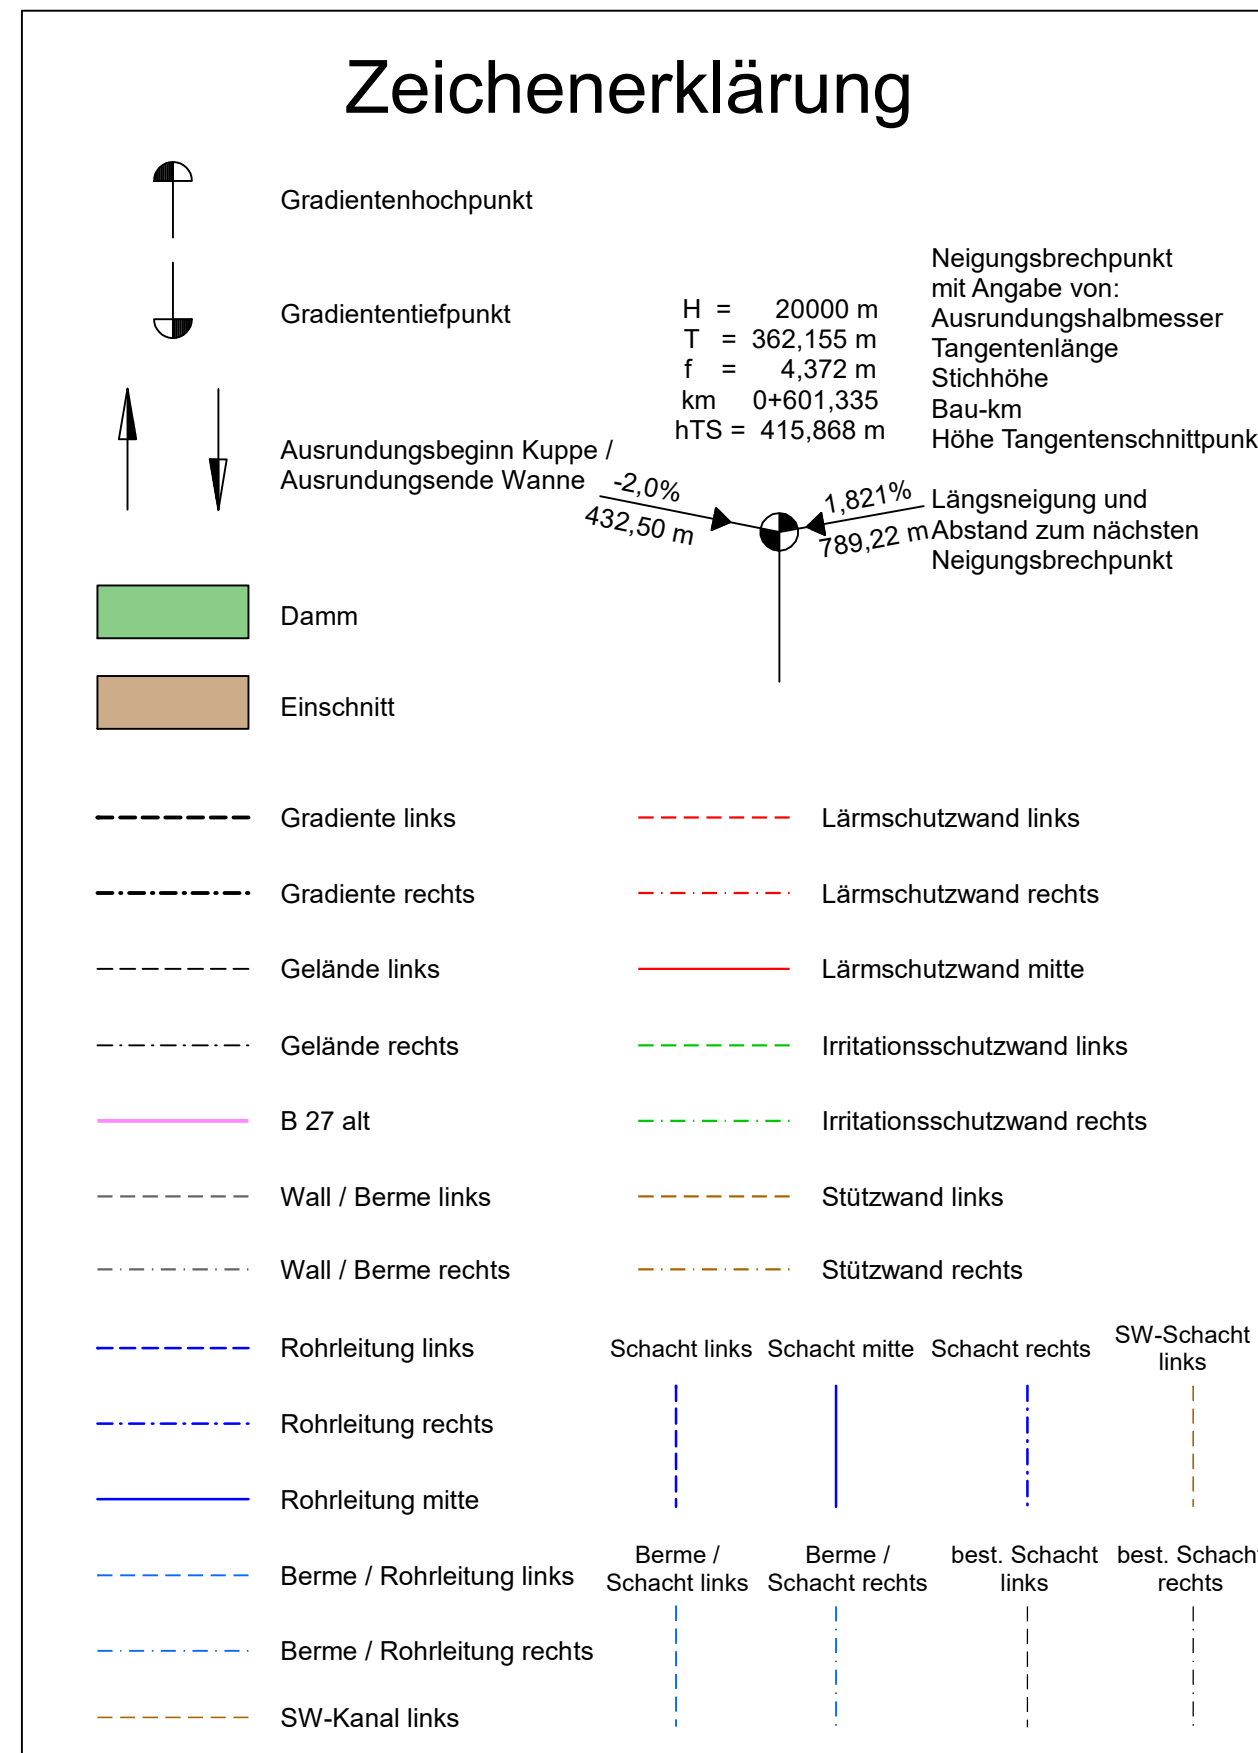 Zeichenerklärung
Gradientenhochpunkt
Gradiententiefpunkt
Ausrundungsbeginn Kuppe /
Ausrundungsende Wanne
H = 20000 m
T = 362,155 m
f = 4,372 m
km 0+601,335
hTS = 415,868 m
Neigungsbrechpunkt
mit Angabe von:
Ausrundungshalbmesser
Tangentenlänge
Stichhöhe
Bau-km
Höhe Tangentenschnittpunk
-2,0%
432,50 m
1,821%
789,22 m
Längsneigung und
Abstand zum nächsten
Neigungsbrechpunkt
Damm
Einschnitt
Gradiente links
Gradiente rechts
Gelände links
Gelände rechts
B 27 alt
Wall / Berme links
Wall / Berme rechts
Rohrleitung links
Rohrleitung rechts
Rohrleitung mitte
Berme / Rohrleitung links
Berme / Rohrleitung rechts
SW-Kanal links
Lärmschutzwand links
Lärmschutzwand rechts
Lärmschutzwand mitte
Irritationsschutzwand links
Irritationsschutzwand rechts
Stützwand links
Stützwand rechts
Schacht links
Schacht mitte
Schacht rechts
SW-Schacht
links
Berme /
Schacht links
Berme /
Schacht rechts
best. Schacht
links
best. Schacht
rechts